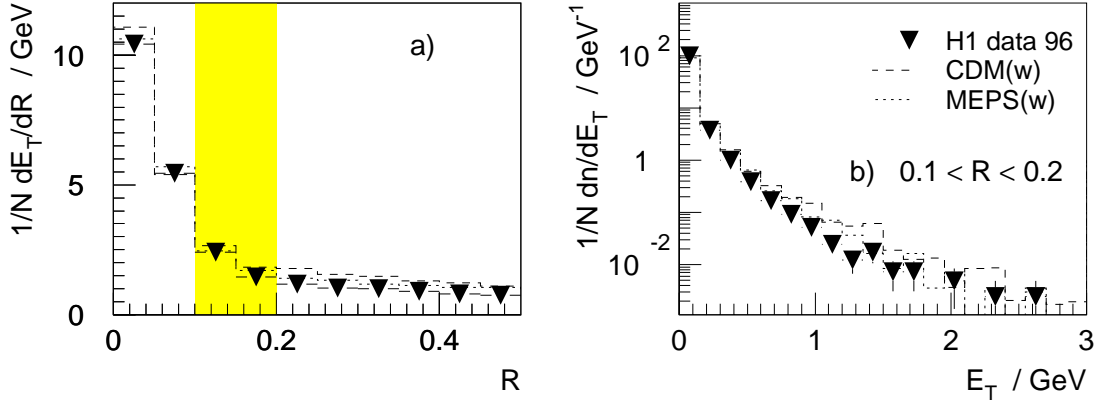 1/N dE_T/dR / GeV
10
5
0
0
0.2
0.4
R
a)
1/N dn/dE_T / GeV^-1
10^2
1
10^-2
0
1
2
3
E_T / GeV
H1 data 96
CDM(w)
MEPS(w)
b) 0.1 < R < 0.2